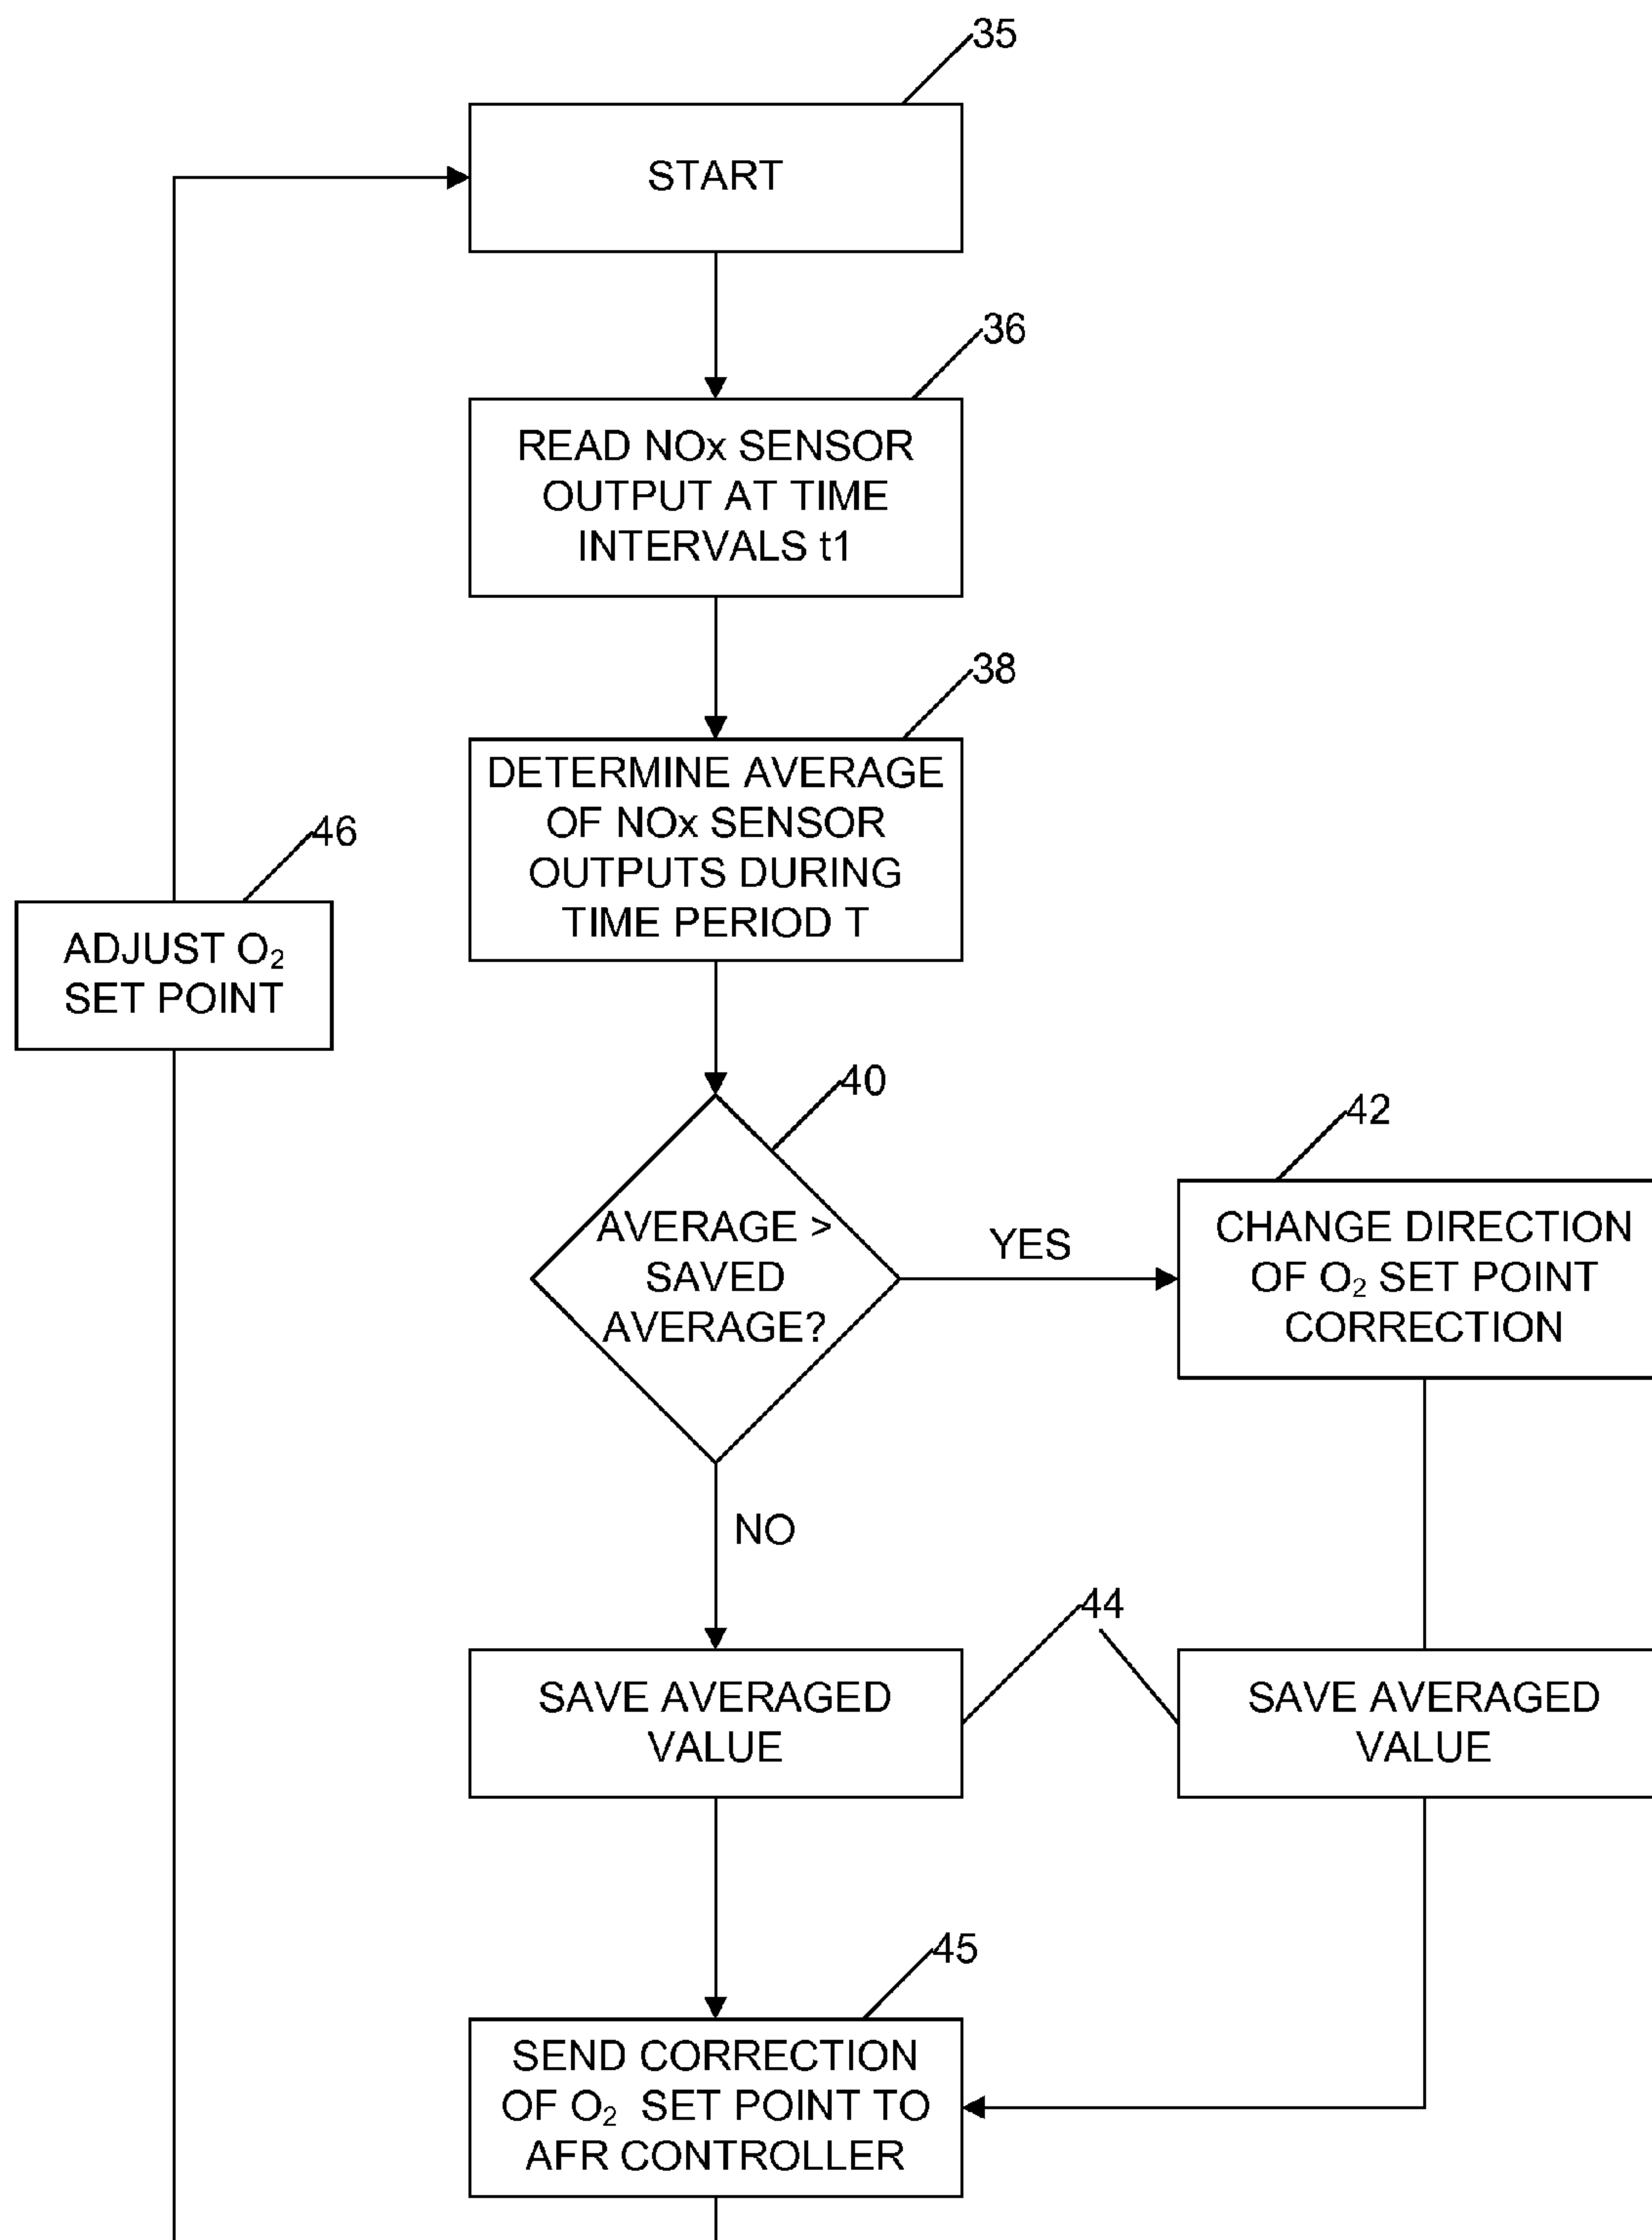 35
START
36
READ NOx SENSOR
OUTPUT AT TIME
INTERVALS t1
38
DETERMINE AVERAGE
OF NOx SENSOR
OUTPUTS DURING
TIME PERIOD T
46
ADJUST O₂
SET POINT
40
AVERAGE >
SAVED
AVERAGE?
YES
42
CHANGE DIRECTION
OF O₂ SET POINT
CORRECTION
NO
44
SAVE AVERAGED
VALUE
SAVE AVERAGED
VALUE
45
SEND CORRECTION
OF O₂ SET POINT TO
AFR CONTROLLER